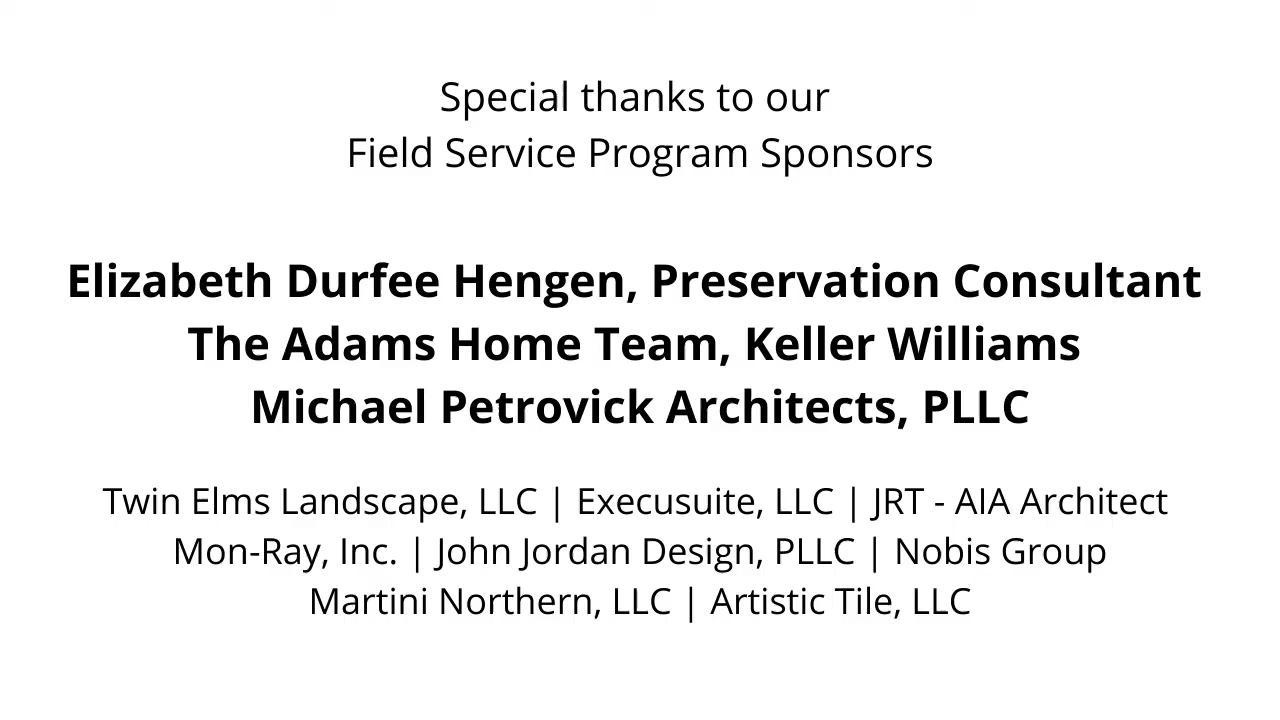 Special thanks to our
Field Service Program Sponsors
Elizabeth Durfee Hengen, Preservation Consultant
The Adams Home Team, Keller Williams
Michael Petrovick Architects, PLLC
Twin Elms Landscape, LLC | Execusuite, LLC | JRT - AIA Architect
Mon-Ray, Inc. | John Jordan Design, PLLC | Nobis Group
Martini Northern, LLC | Artistic Tile, LLC